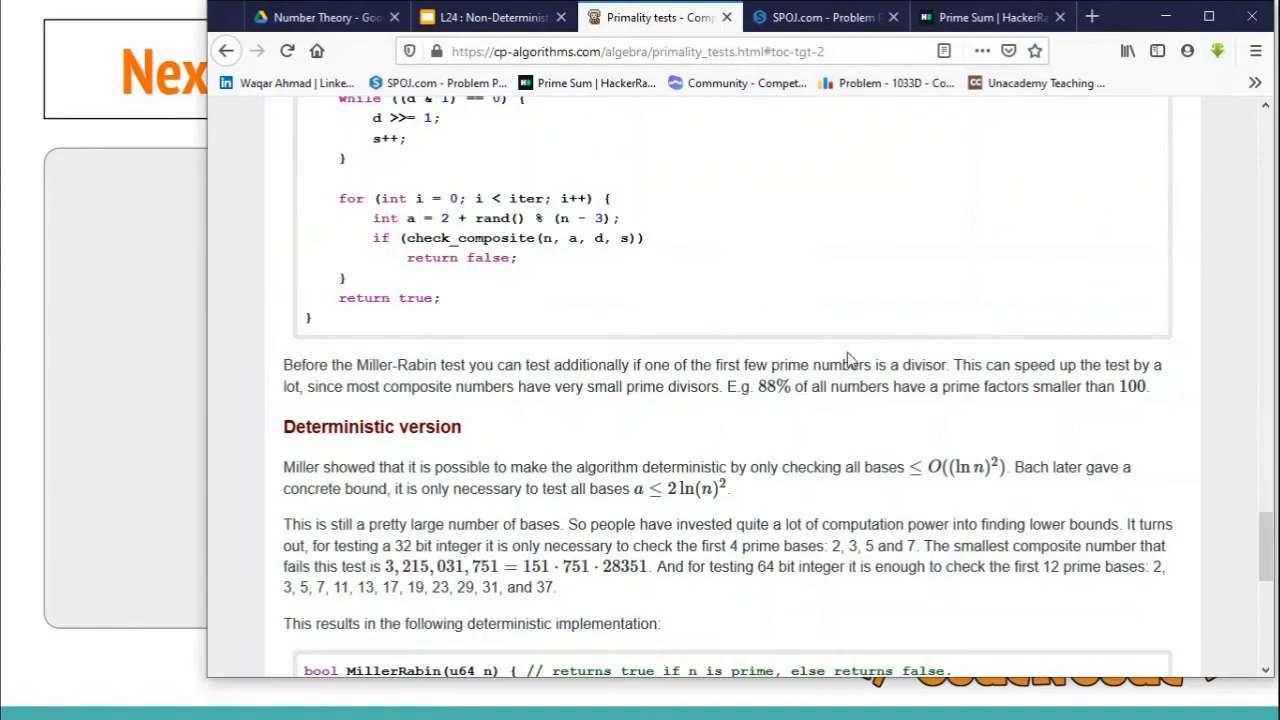 Nex
Number Theory - Goo
L24 : Non-Determinist
Primality tests - Comp
SPOJ.com - Problem P
Prime Sum | HackerRa
https://cp-algorithms.com/algebra/primality_tests.html#toc-tgt-2
Waqar Ahmad | Linke...
SPOJ.com - Problem P...
Prime Sum | HackerRa...
Community - Compet...
Problem - 1033D - Co...
Unacademy Teaching ...
while ((d & 1) == 0) {
d >>= 1;
s++;
}
for (int i = 0; i < iter; i++) {
int a = 2 + rand() % (n - 3);
if (check_composite(n, a, d, s))
return false;
}
return true;
}
Before the Miller-Rabin test you can test additionally if one of the first few prime numbers is a divisor. This can speed up the test by a
lot, since most composite numbers have very small prime divisors. E.g. 88% of all numbers have a prime factors smaller than 100.
Deterministic version
Miller showed that it is possible to make the algorithm deterministic by only checking all bases ≤ O((ln n)²). Bach later gave a
concrete bound, it is only necessary to test all bases a ≤ 2 ln(n)².
This is still a pretty large number of bases. So people have invested quite a lot of computation power into finding lower bounds. It turns
out, for testing a 32 bit integer it is only necessary to check the first 4 prime bases: 2, 3, 5 and 7. The smallest composite number that
fails this test is 3, 215, 031, 751 = 151 · 751 · 28351. And for testing 64 bit integer it is enough to check the first 12 prime bases: 2,
3, 5, 7, 11, 13, 17, 19, 23, 29, 31, and 37.
This results in the following deterministic implementation:
bool MillerRabin(u64 n) { // returns true if n is prime, else returns false.